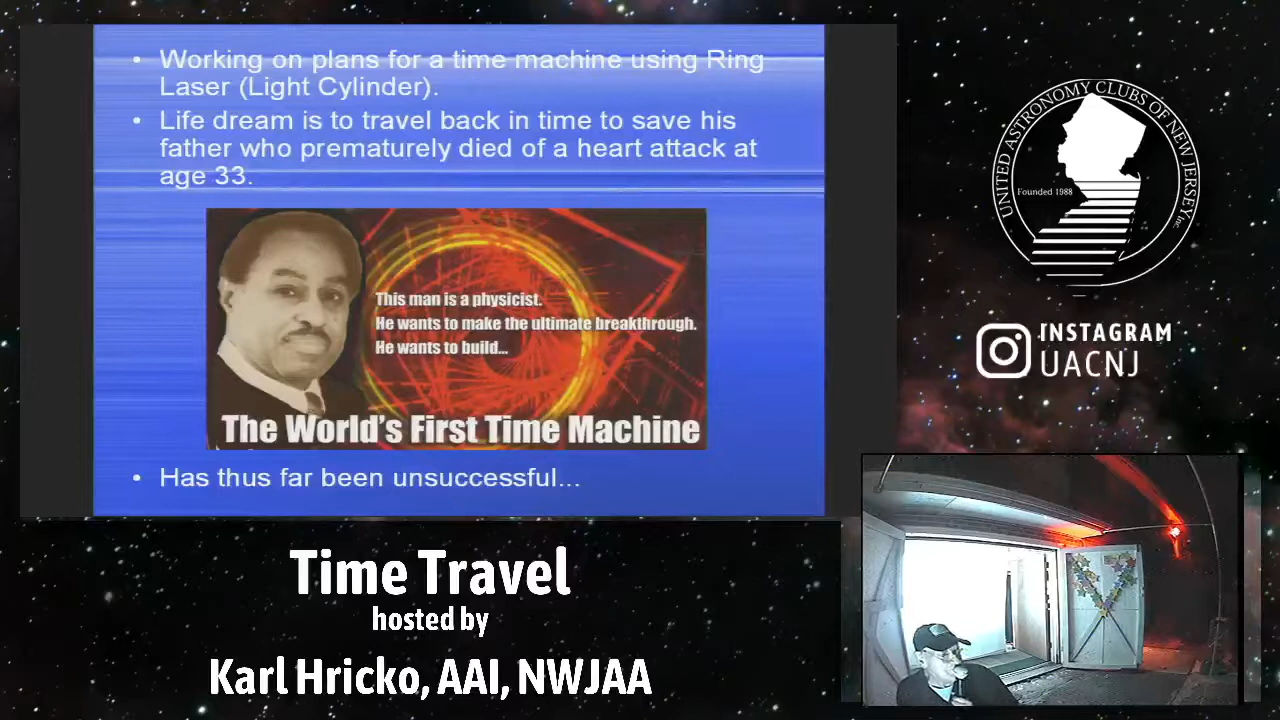 • Working on plans for a time machine using Ring
Laser (Light Cylinder).
• Life dream is to travel back in time to save his
father who prematurely died of a heart attack at
age 33.
This man is a physicist.
He wants to make the ultimate breakthrough.
He wants to build...
The World's First Time Machine
• Has thus far been unsuccessful...
Time Travel
hosted by
Karl Hricko, AAI, NWJAA
UNITED ASTRONOMY CLUBS OF NEW JERSEY, Inc.
Founded 1988
INSTAGRAM
UACNJ